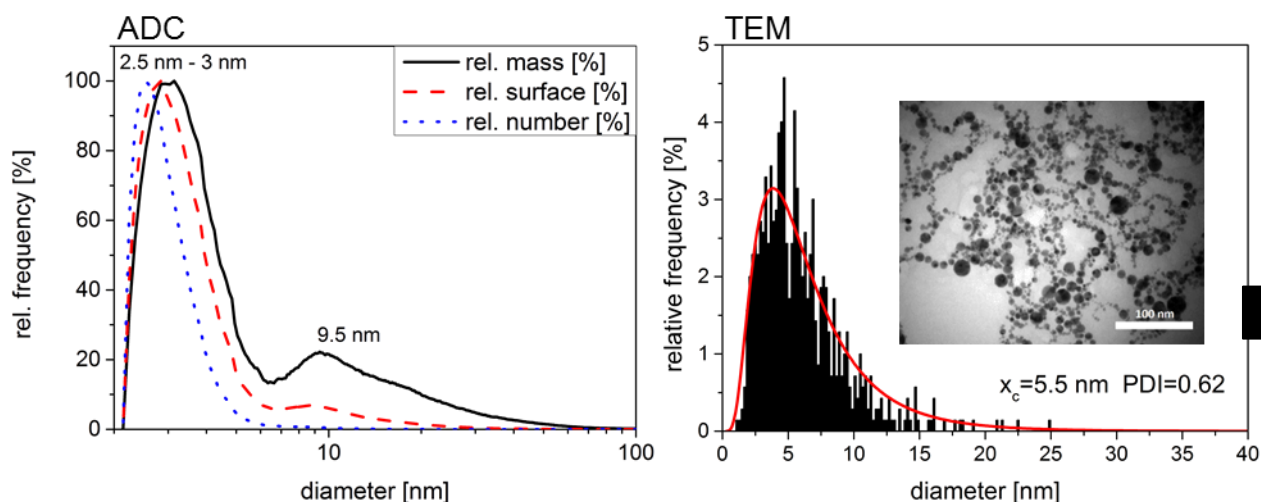 ADC
2.5 nm - 3 nm
rel. mass [%]
rel. surface [%]
rel. number [%]
9.5 nm
100
80
60
40
20
0
rel. frequency [%]
10
100
diameter [nm]
TEM
5
4
3
2
1
0
relative frequency [%]
100 nm
x_c=5.5 nm PDI=0.62
0
5
10
15
20
25
30
35
40
diameter [nm]